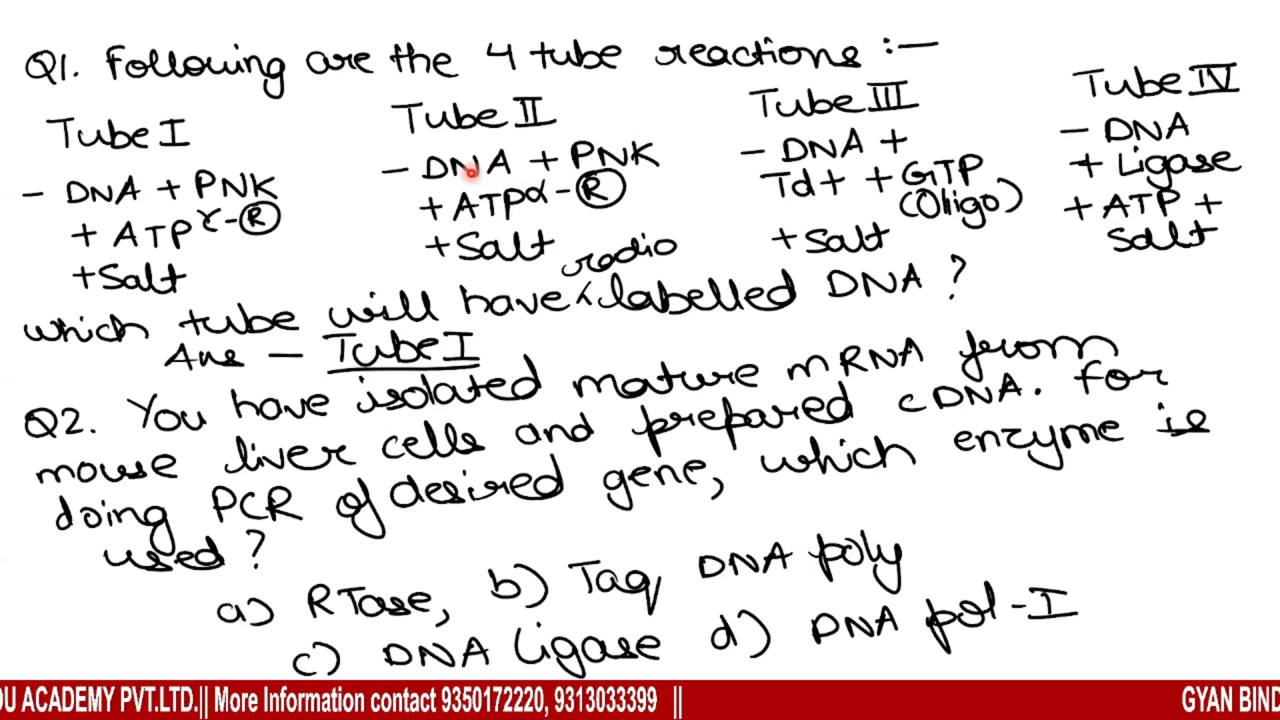 Q1. Following are the 4 tube reactions :-
Tube I
- DNA + PNK
+ ATP γ-R
+ Salt
Tube II
- DNA + PNK
+ ATP α-R
+ Salt
Tube III
- DNA +
Td+ + GTP
(Oligo)
+ Salt
Tube IV
- DNA
+ Ligase
+ ATP +
Salt
which tube will have radio labelled DNA ?
Ans - Tube I
Q2. You have isolated mature mRNA from
mouse liver cells and prepared cDNA. for
doing PCR of desired gene, which enzyme is
used ?
a) RTase, b) Taq DNA poly
c) DNA ligase d) DNA pol-I
DU ACADEMY PVT.LTD.|| More Information contact 9350172220, 9313033399 || GYAN BIND